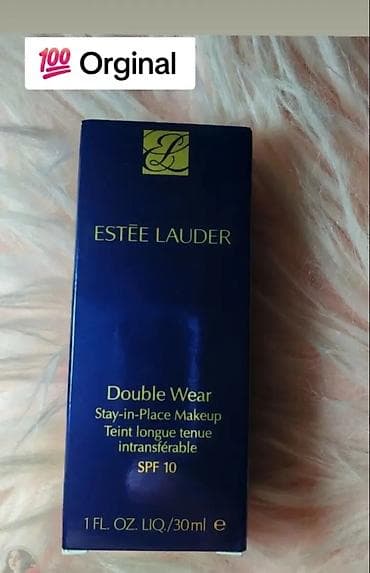 💯 Orginal
EL
ESTĒE LAUDER
Double Wear
Stay-in-Place Makeup
Teint longue tenue
intransférable
SPF 10
1 FL. OZ. LIQ./30ml ℮